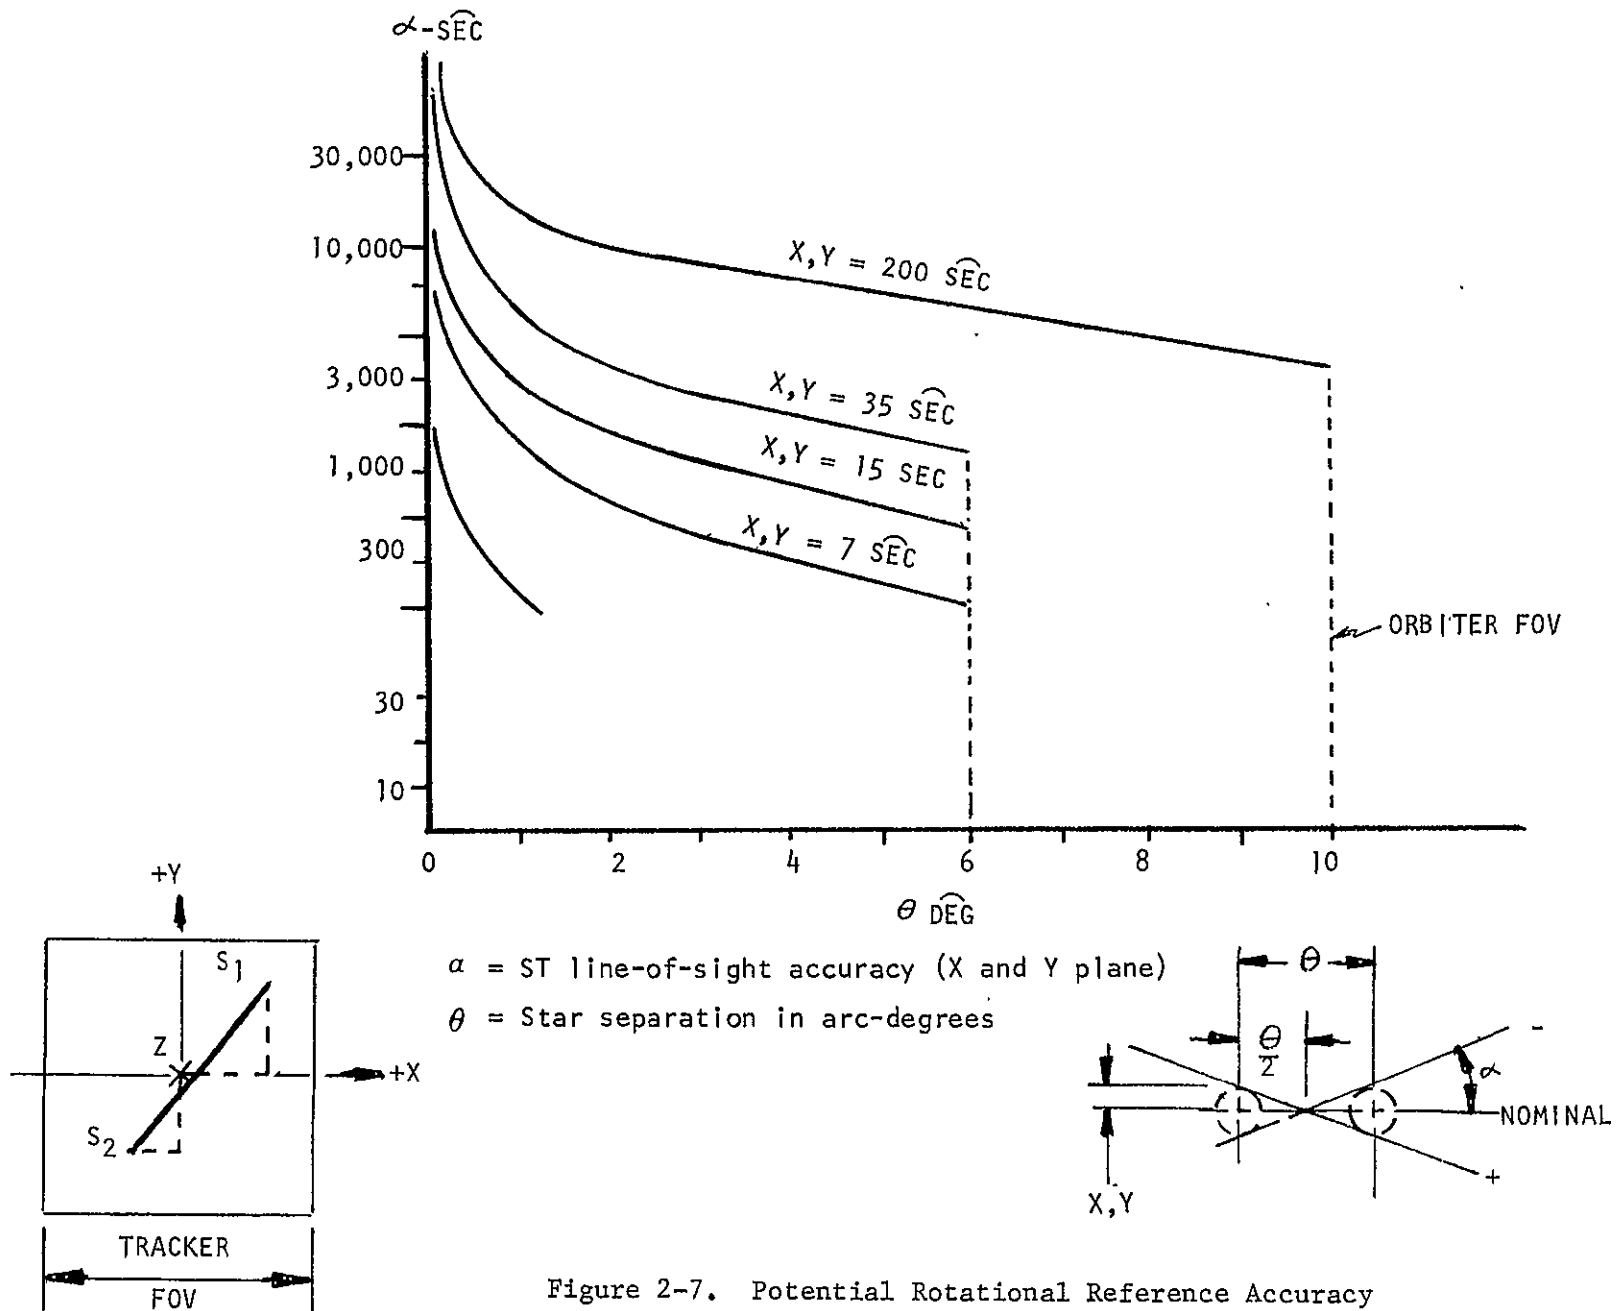 α-SEC
30,000
10,000
3,000
1,000
300
30
10
X,Y = 200 SEC
X,Y = 35 SEC
X,Y = 15 SEC
X,Y = 7 SEC
ORBITER FOV
0 2 4 6 8 10
θ DEG
+Y
S1
Z
+X
S2
TRACKER
FOV
α = ST line-of-sight accuracy (X and Y plane)
θ = Star separation in arc-degrees
θ
θ/2
-
α
NOMINAL
+
X,Y
Figure 2-7. Potential Rotational Reference Accuracy